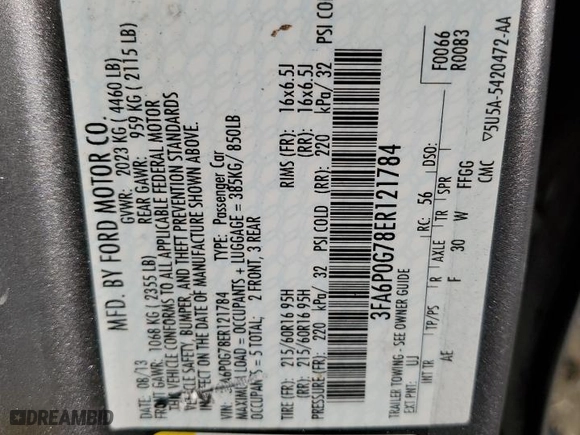 MFD. BY FORD MOTOR CO.
DATE: 08/13 GVWR: 2023 KG ( 4460 LB)
FRONT GAWR: 1068 KG ( 2355 LB) REAR GAWR: 959 KG ( 2115 LB)
THIS VEHICLE CONFORMS TO ALL APPLICABLE FEDERAL MOTOR
VEHICLE SAFETY, BUMPER, AND THEFT PREVENTION STANDARDS
IN EFFECT ON THE DATE OF MANUFACTURE SHOWN ABOVE.
VIN: 3FA6P0G78ER121784 TYPE: Passenger Car
MAXIMUM LOAD = OCCUPANTS + LUGGAGE = 385KG/ 850LB
OCCUPANTS = 5 TOTAL; 2 FRONT, 3 REAR
TIRE (FR): 215/60R16 95H RIMS (FR): 16x6.5J
(RR): 215/60R16 95H (RR): 16x6.5J
PRESSURE (FR): 220 kPa/ 32 PSI COLD (RR): 220 kPa/ 32 PSI COLD
3FA6P0G78ER121784
TRAILER TOWING - SEE OWNER GUIDE
F0066
R0083
EXT PNT: UJ RC: 56 DSO:
INT TR TP/PS R AXLE TR SPR
AE F 30 W FFGG
CMC ▽5U5A-5420472-AA
DREAMBID